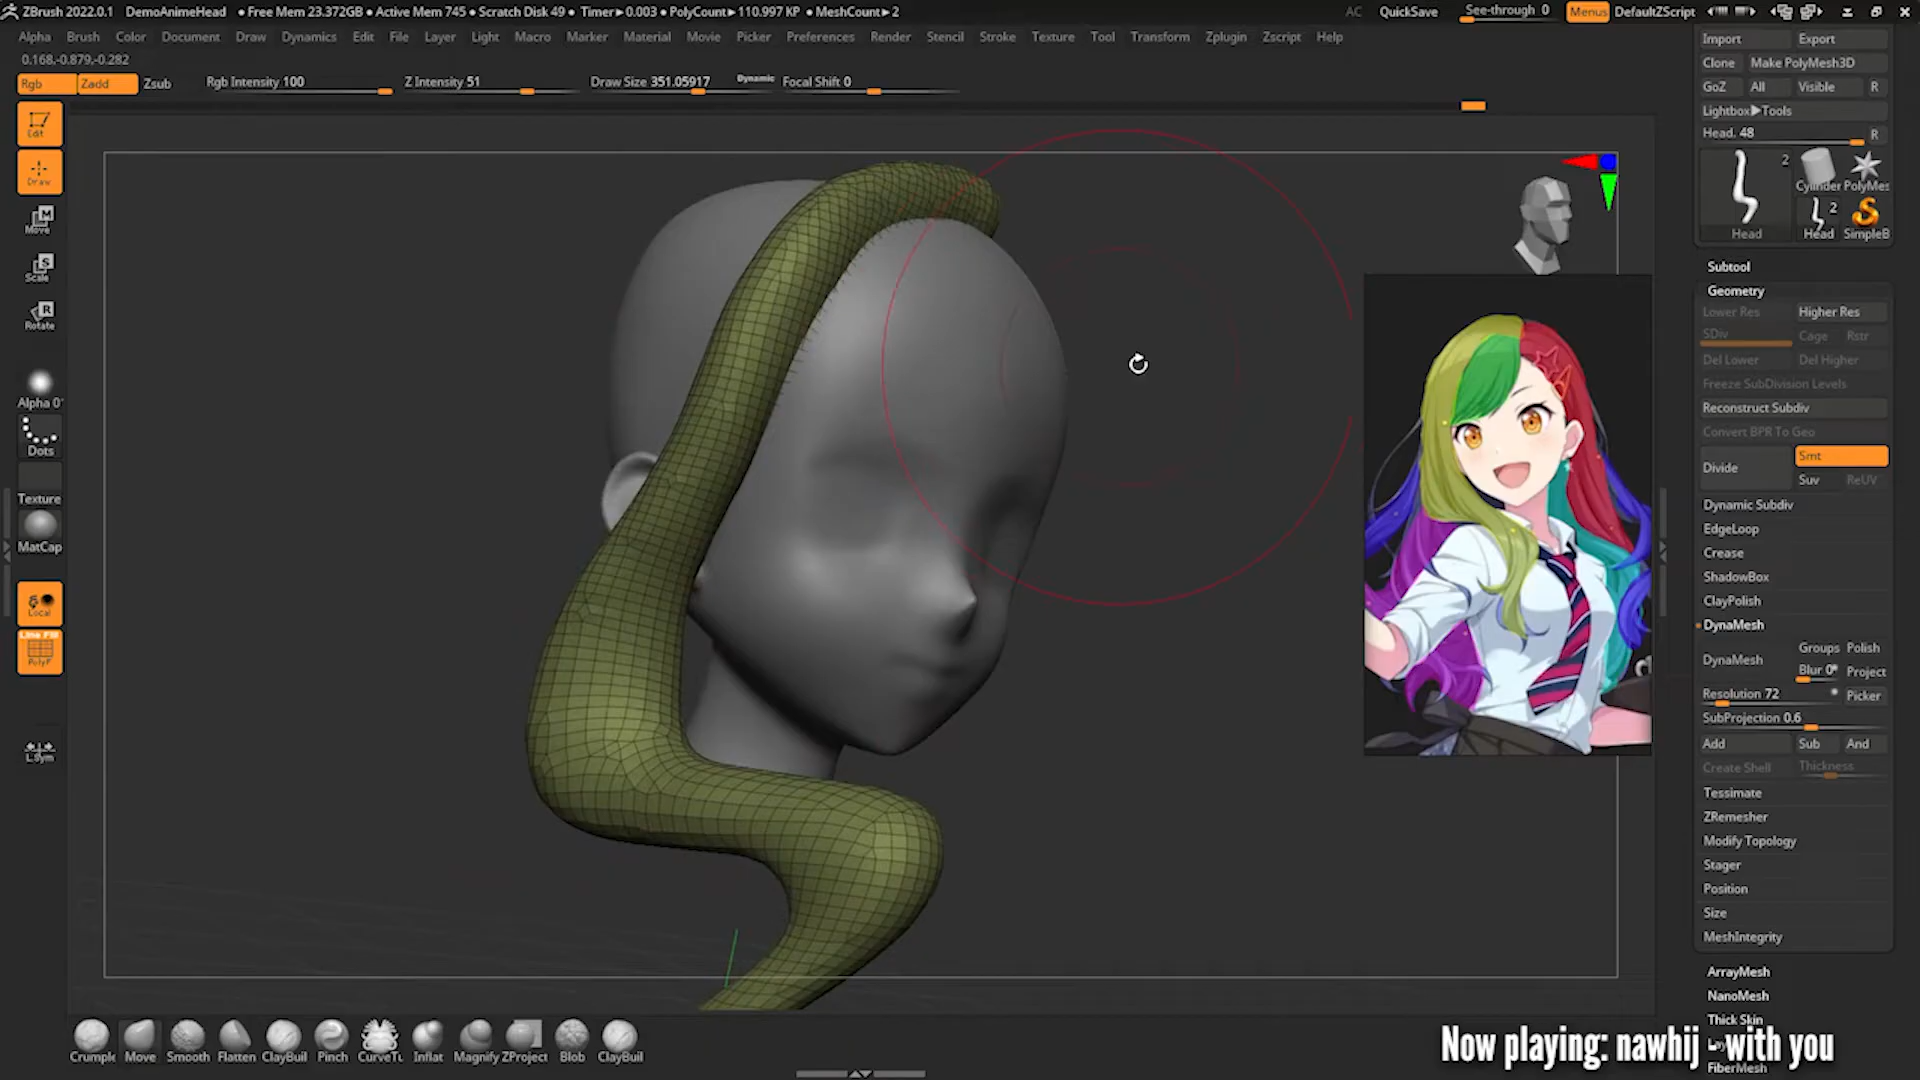 ZBrush 2022.0.1 DemoAnimeHead • Free Mem 23.372GB • Active Mem 745 • Scratch Disk 49 • Timer▸0.003 • PolyCount▸110.997 KP • MeshCount▸2 AC QuickSave See-through 0 Menus DefaultZScript
Alpha Brush Color Document Draw Dynamics Edit File Layer Light Macro Marker Material Movie Picker Preferences Render Stencil Stroke Texture Tool Transform Zplugin Zscript Help
0.168,-0.879,-0.282
Rgb Zadd Zsub Rgb Intensity 100 Z Intensity 51 Draw Size 351.05917 Dynamic Focal Shift 0
Edit
Draw
Move
Scale
Rotate
Alpha 0
Dots
Texture
MatCap
Local
Line Fill
PolyF
L.Sym
Import Export
Clone Make PolyMesh3D
GoZ All Visible R
Lightbox▸Tools
Head. 48 R
2
Cylinder PolyMes
2
Head Head SimpleB
Subtool
Geometry
Lower Res Higher Res
SDiv Cage Rstr
Del Lower Del Higher
Freeze SubDivision Levels
Reconstruct Subdiv
Convert BPR To Geo
Divide Smt
Suv ReUV
Dynamic Subdiv
EdgeLoop
Crease
ShadowBox
ClayPolish
DynaMesh
DynaMesh Groups Polish
Blur 0 Project
Resolution 72 Picker
SubProjection 0.6
Add Sub And
Create Shell Thickness
Tessimate
ZRemesher
Modify Topology
Stager
Position
Size
MeshIntegrity
ArrayMesh
NanoMesh
Thick Skin
FiberMesh
Crumple Move Smooth Flatten ClayBuil Pinch CurveTu Inflat Magnify ZProject Blob ClayBuil
Now playing: nawhij - with you